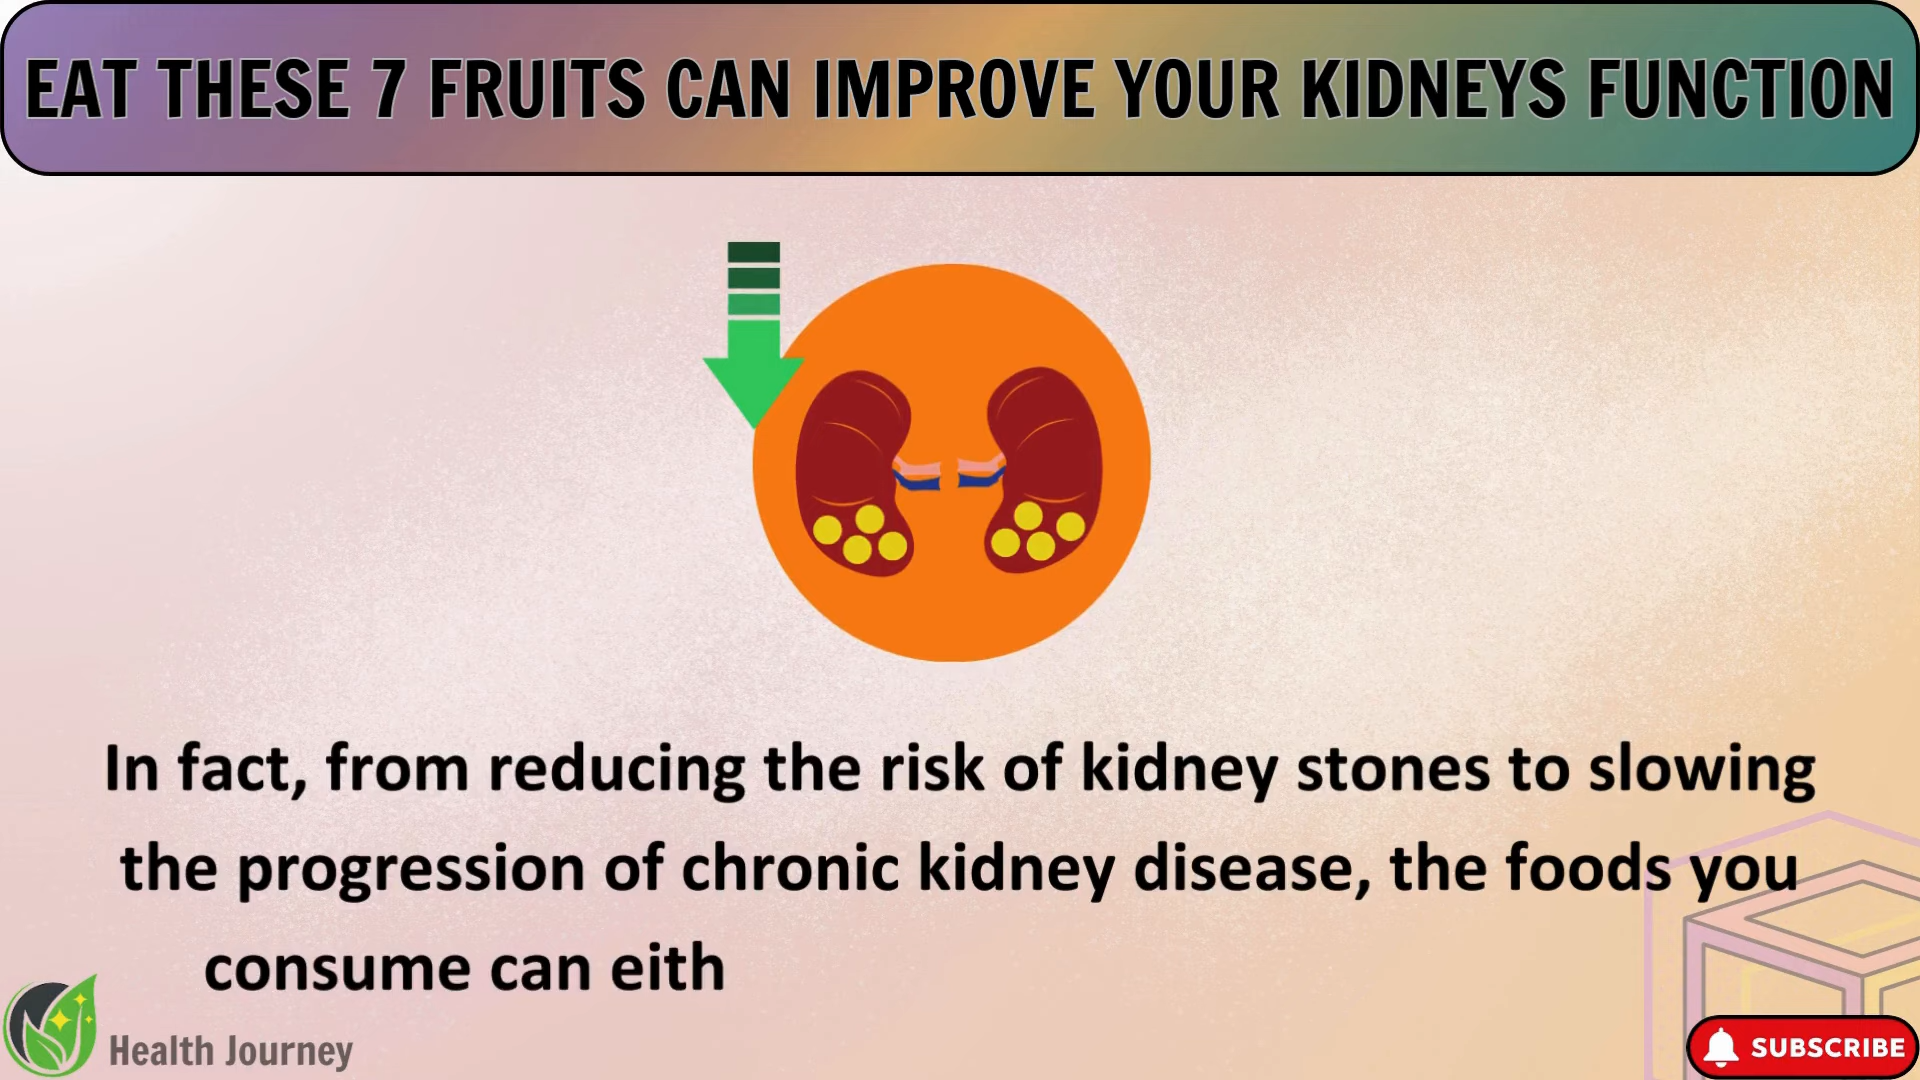 EAT THESE 7 FRUITS CAN IMPROVE YOUR KIDNEYS FUNCTION
In fact, from reducing the risk of kidney stones to slowing
the progression of chronic kidney disease, the foods you
consume can eith
Health Journey
SUBSCRIBE